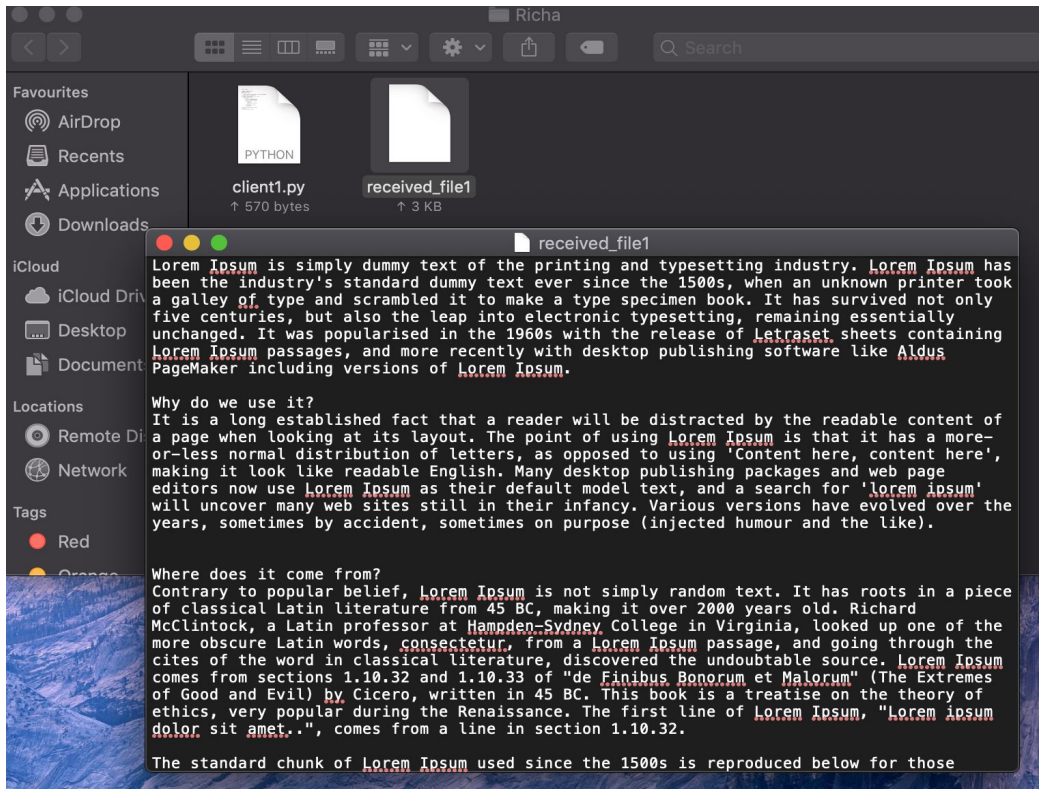 Richa
Search
Favourites
AirDrop
Recents
Applications
Downloads
iCloud
iCloud Driv
Desktop
Document
Locations
Remote Di
Network
Tags
Red
Orange
PYTHON
client1.py
↑ 570 bytes
received_file1
↑ 3 KB
received_file1
Lorem Ipsum is simply dummy text of the printing and typesetting industry. Lorem Ipsum has
been the industry's standard dummy text ever since the 1500s, when an unknown printer took
a galley of type and scrambled it to make a type specimen book. It has survived not only
five centuries, but also the leap into electronic typesetting, remaining essentially
unchanged. It was popularised in the 1960s with the release of Letraset sheets containing
Lorem Ipsum passages, and more recently with desktop publishing software like Aldus
PageMaker including versions of Lorem Ipsum.
Why do we use it?
It is a long established fact that a reader will be distracted by the readable content of
a page when looking at its layout. The point of using Lorem Ipsum is that it has a more-
or-less normal distribution of letters, as opposed to using 'Content here, content here',
making it look like readable English. Many desktop publishing packages and web page
editors now use Lorem Ipsum as their default model text, and a search for 'lorem ipsum'
will uncover many web sites still in their infancy. Various versions have evolved over the
years, sometimes by accident, sometimes on purpose (injected humour and the like).
Where does it come from?
Contrary to popular belief, Lorem Ipsum is not simply random text. It has roots in a piece
of classical Latin literature from 45 BC, making it over 2000 years old. Richard
McClintock, a Latin professor at Hampden-Sydney College in Virginia, looked up one of the
more obscure Latin words, consectetur, from a Lorem Ipsum passage, and going through the
cites of the word in classical literature, discovered the undoubtable source. Lorem Ipsum
comes from sections 1.10.32 and 1.10.33 of "de Finibus Bonorum et Malorum" (The Extremes
of Good and Evil) by Cicero, written in 45 BC. This book is a treatise on the theory of
ethics, very popular during the Renaissance. The first line of Lorem Ipsum, "Lorem ipsum
dolor sit amet..", comes from a line in section 1.10.32.
The standard chunk of Lorem Ipsum used since the 1500s is reproduced below for those